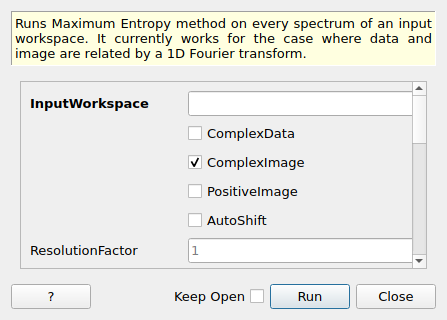 Runs Maximum Entropy method on every spectrum of an input
workspace. It currently works for the case where data and
image are related by a 1D Fourier transform.
InputWorkspace
ComplexData
ComplexImage
PositiveImage
AutoShift
ResolutionFactor 1
? Keep Open Run Close